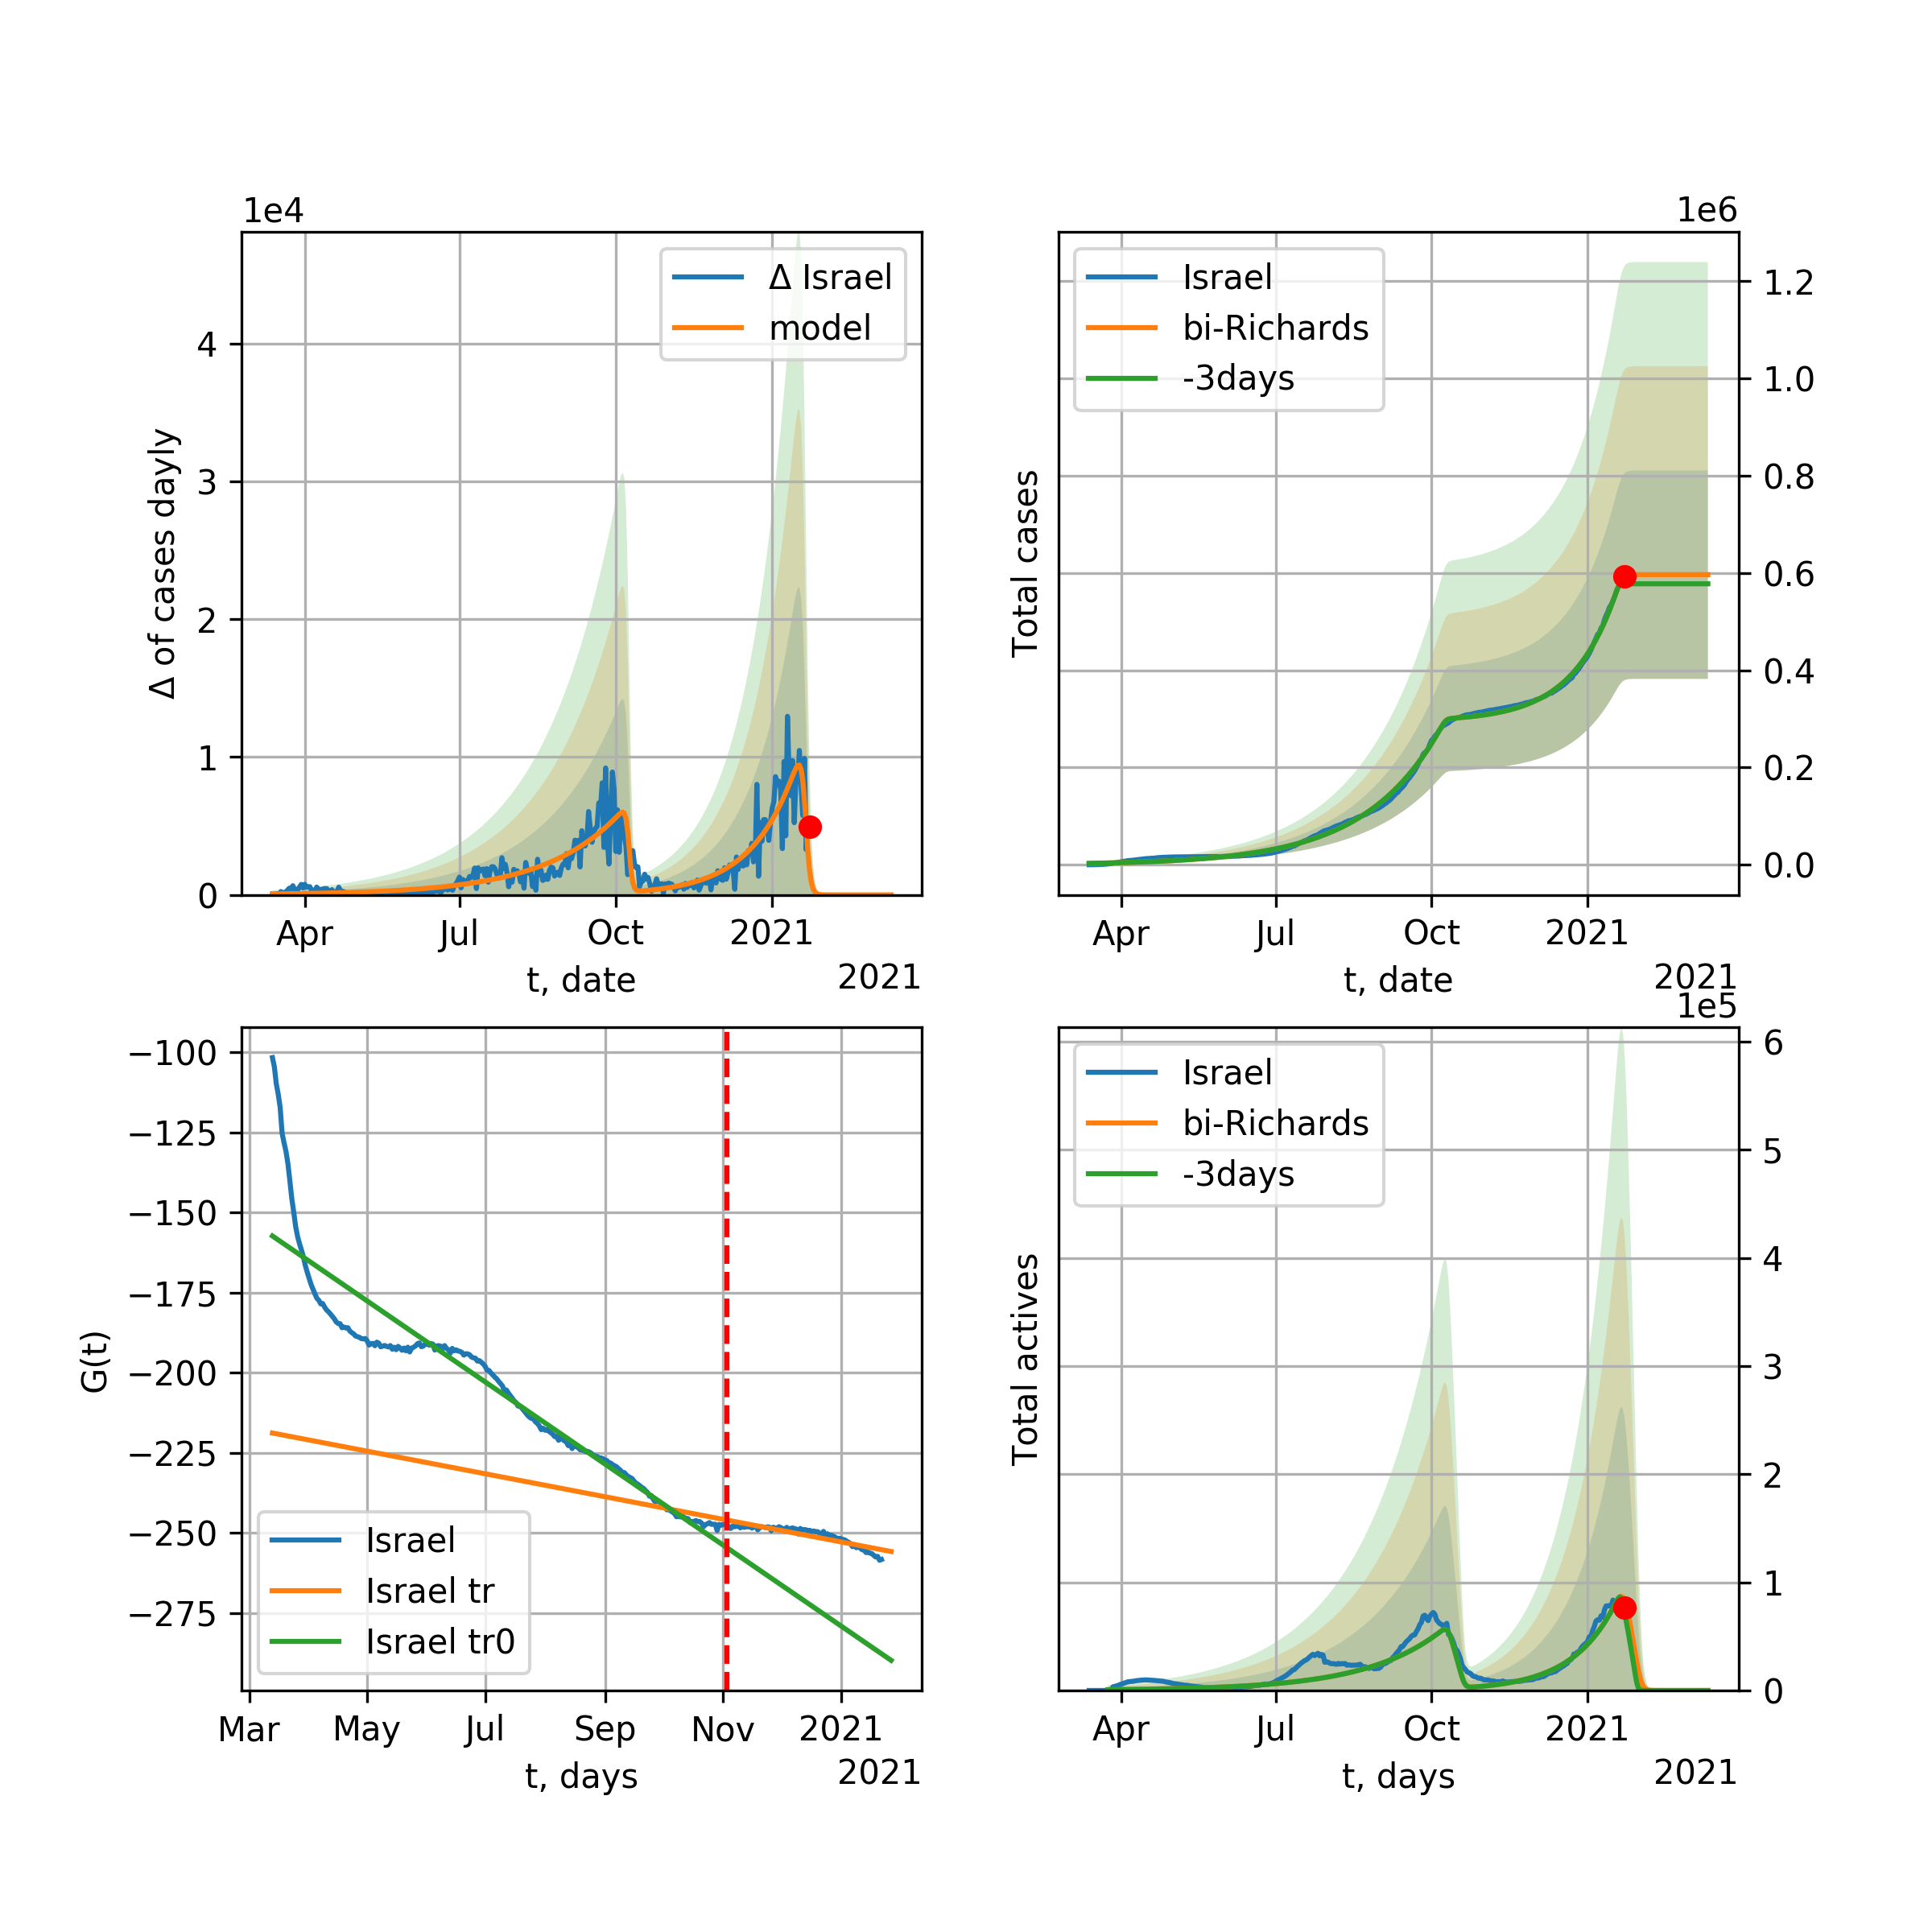 1e4
Δ of cases dayly
4
3
2
1
0
Δ Israel
model
Apr
Jul
Oct
2021
t, date
2021
1e6
Total cases
Israel
bi-Richards
-3days
1.2
1.0
0.8
0.6
0.4
0.2
0.0
Apr
Jul
Oct
2021
t, date
2021
G(t)
−100
−125
−150
−175
−200
−225
−250
−275
Israel
Israel tr
Israel tr0
Mar
May
Jul
Sep
Nov
2021
t, days
2021
1e5
Total actives
Israel
bi-Richards
-3days
6
5
4
3
2
1
0
Apr
Jul
Oct
2021
t, days
2021